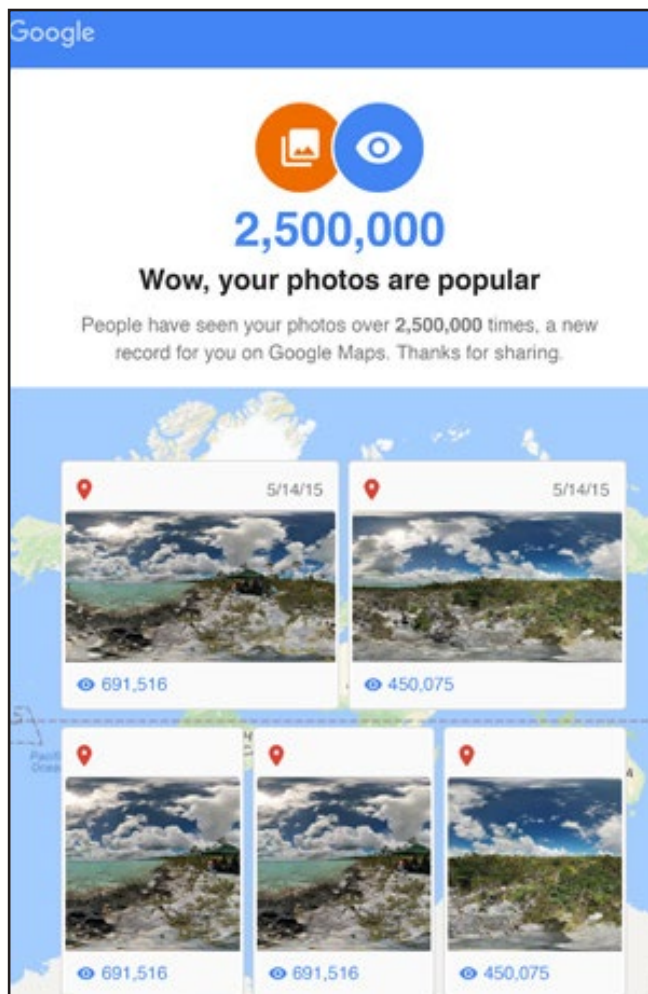 Google
2,500,000
Wow, your photos are popular
People have seen your photos over 2,500,000 times, a new
record for you on Google Maps. Thanks for sharing.
5/14/15
5/14/15
691,516
450,075
Pacific
691,516
691,516
450,075